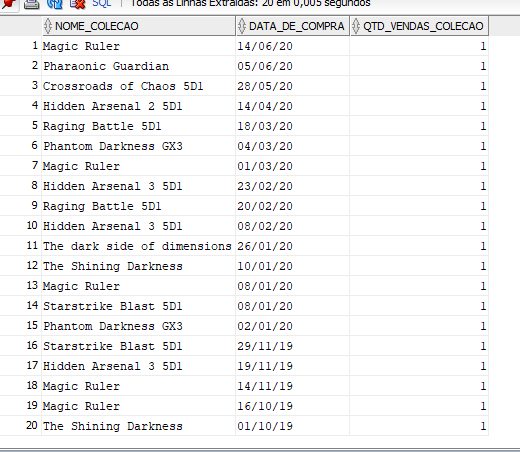 SQL | Todas as Linhas Extraídas: 20 em 0,005 segundos
NOME_COLECAO DATA_DE_COMPRA QTD_VENDAS_COLECAO
1 Magic Ruler 14/06/20 1
2 Pharaonic Guardian 05/06/20 1
3 Crossroads of Chaos 5D1 28/05/20 1
4 Hidden Arsenal 2 5D1 14/04/20 1
5 Raging Battle 5D1 18/03/20 1
6 Phantom Darkness GX3 04/03/20 1
7 Magic Ruler 01/03/20 1
8 Hidden Arsenal 3 5D1 23/02/20 1
9 Raging Battle 5D1 20/02/20 1
10 Hidden Arsenal 3 5D1 08/02/20 1
11 The dark side of dimensions 26/01/20 1
12 The Shining Darkness 10/01/20 1
13 Magic Ruler 08/01/20 1
14 Starstrike Blast 5D1 08/01/20 1
15 Phantom Darkness GX3 02/01/20 1
16 Starstrike Blast 5D1 29/11/19 1
17 Hidden Arsenal 3 5D1 19/11/19 1
18 Magic Ruler 14/11/19 1
19 Magic Ruler 16/10/19 1
20 The Shining Darkness 01/10/19 1